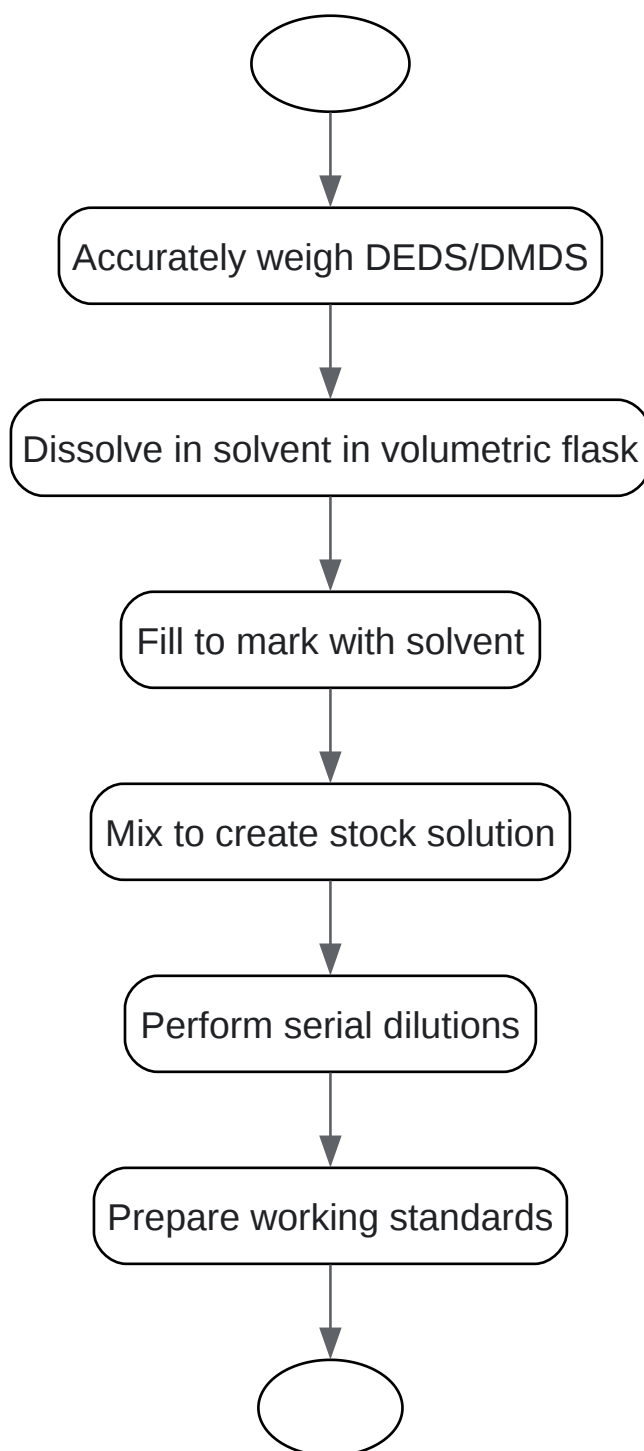 Accurately weigh DEDS/DMDS
Dissolve in solvent in volumetric flask
Fill to mark with solvent
Mix to create stock solution
Perform serial dilutions
Prepare working standards